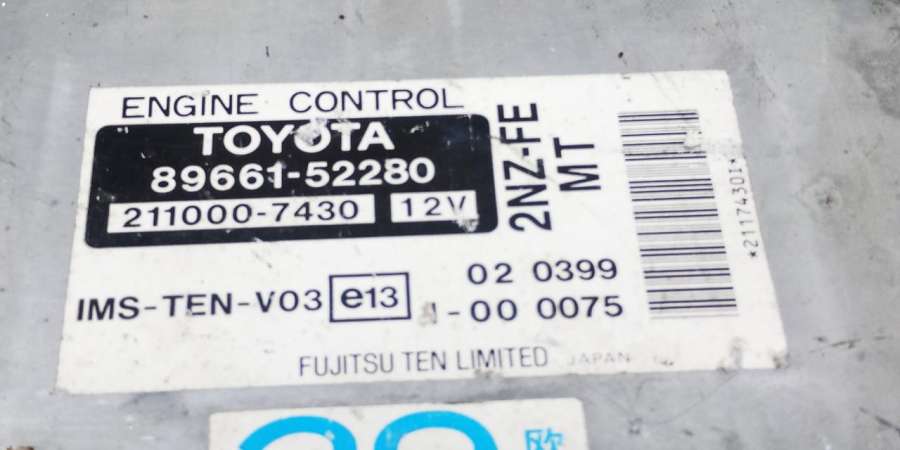 ENGINE CONTROL
TOYOTA
89661-52280
211000-7430 12V
2NZ-FE
MT
*21174301*
IMS-TEN-V03 e13
02 0399
-00 0075
FUJITSU TEN LIMITED JAPAN
欧